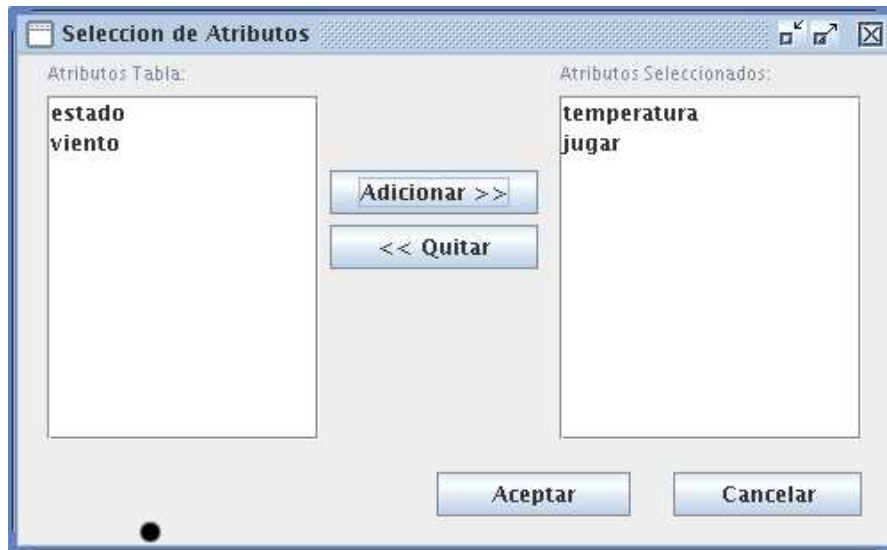 Seleccion de Atributos
Atributos Tabla:
Atributos Seleccionados:
estado
viento
temperatura
jugar
Adicionar >>
<< Quitar
Aceptar
Cancelar